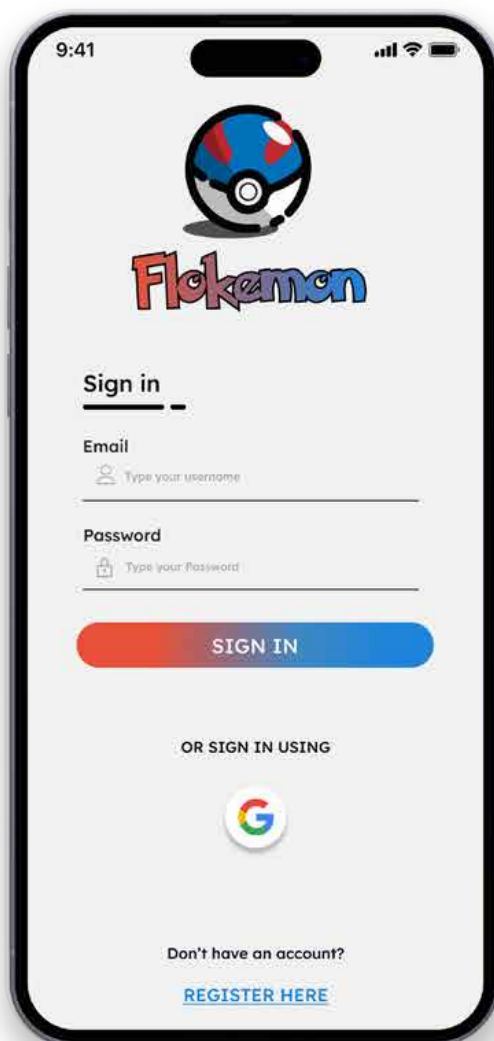 9:41
Flokemon
Sign in
Email
Type your username
Password
Type your Password
SIGN IN
OR SIGN IN USING
G
Don't have an account?
REGISTER HERE